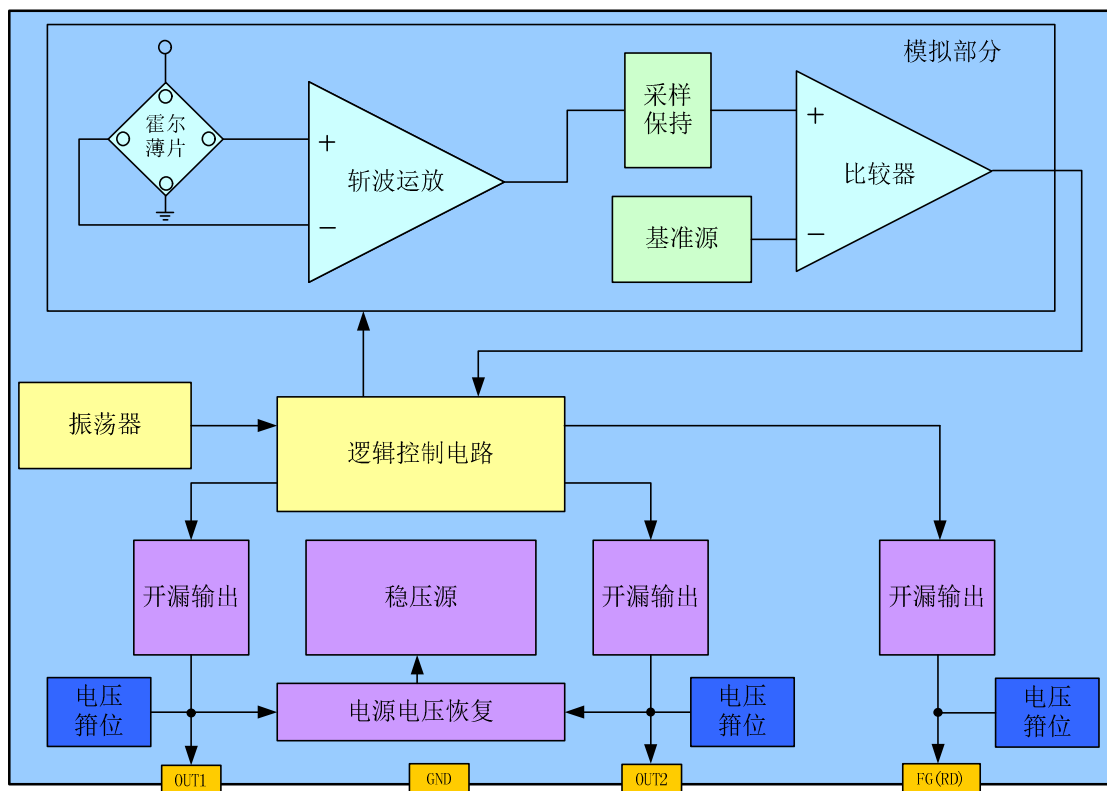 模拟部分
霍尔
薄片
+
−
斩波运放
采样
保持
基准源
+
−
比较器
振荡器
逻辑控制电路
开漏输出
稳压源
开漏输出
开漏输出
电压
箝位
电源电压恢复
电压
箝位
电压
箝位
OUT1
GND
OUT2
FG(RD)